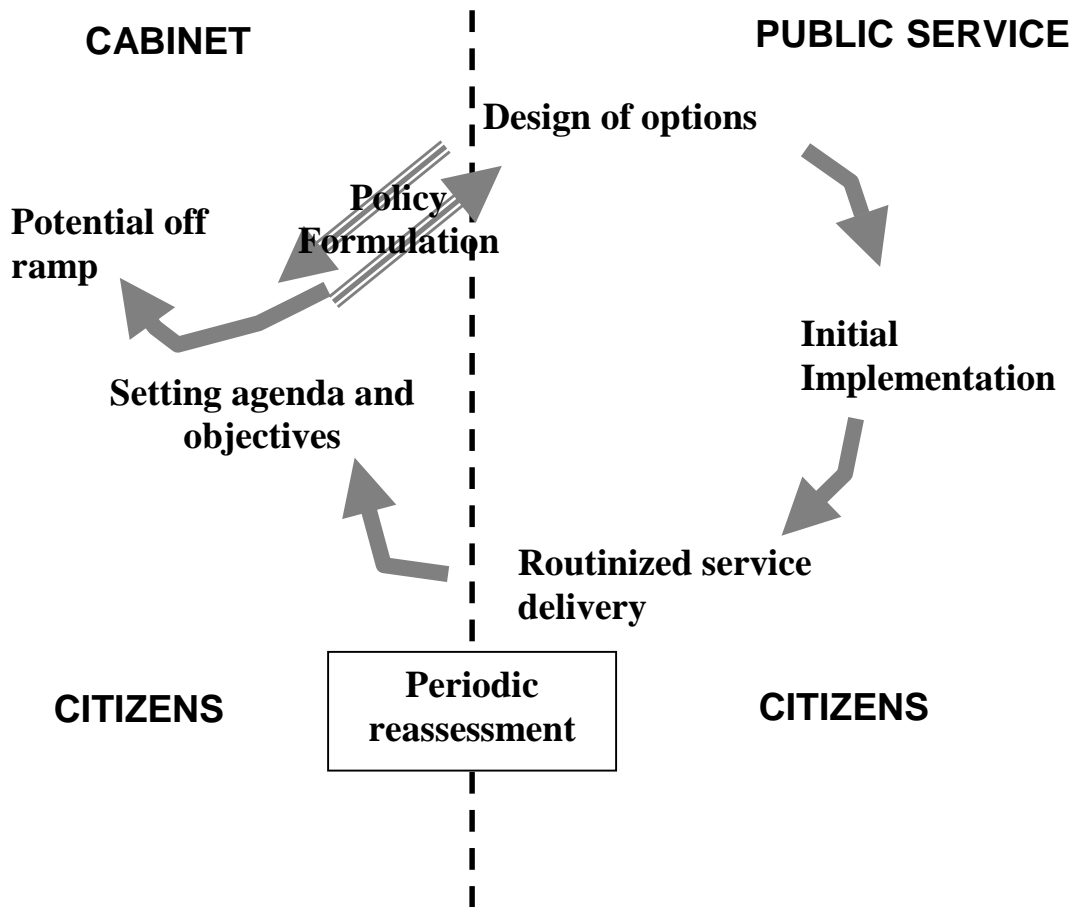 CABINET
PUBLIC SERVICE
Design of options
Policy
Formulation
Potential off
ramp
Initial
Implementation
Setting agenda and
objectives
Routinized service
delivery
Periodic
reassessment
CITIZENS
CITIZENS